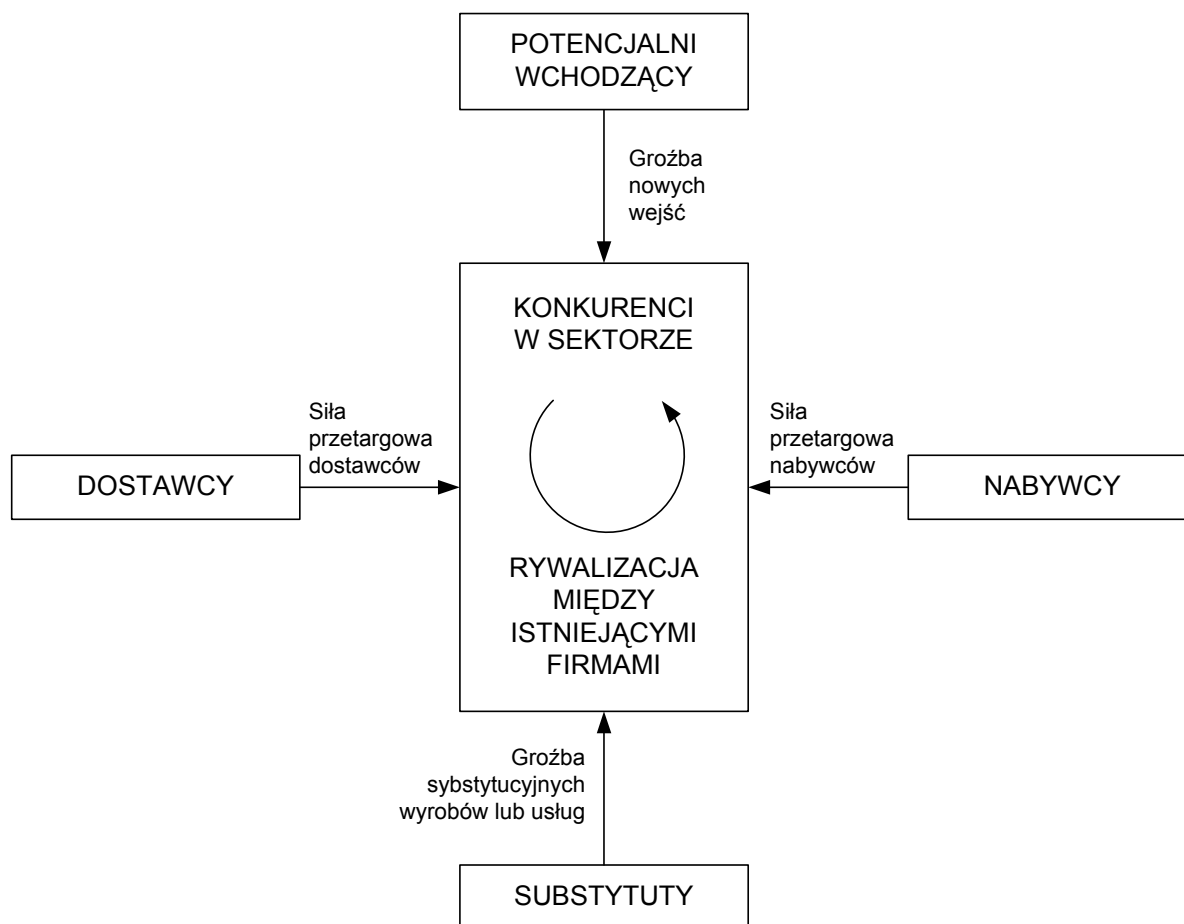 POTENCJALNI
WCHODZĄCY
Groźba
nowych
wejść
KONKURENCI
W SEKTORZE
Siła
przetargowa
dostawców
Siła
przetargowa
nabywców
DOSTAWCY
NABYWCY
RYWALIZACJA
MIĘDZY
ISTNIEJĄCYMI
FIRMAMI
Groźba
sybstytucyjnych
wyrobów lub usług
SUBSTYTUTY